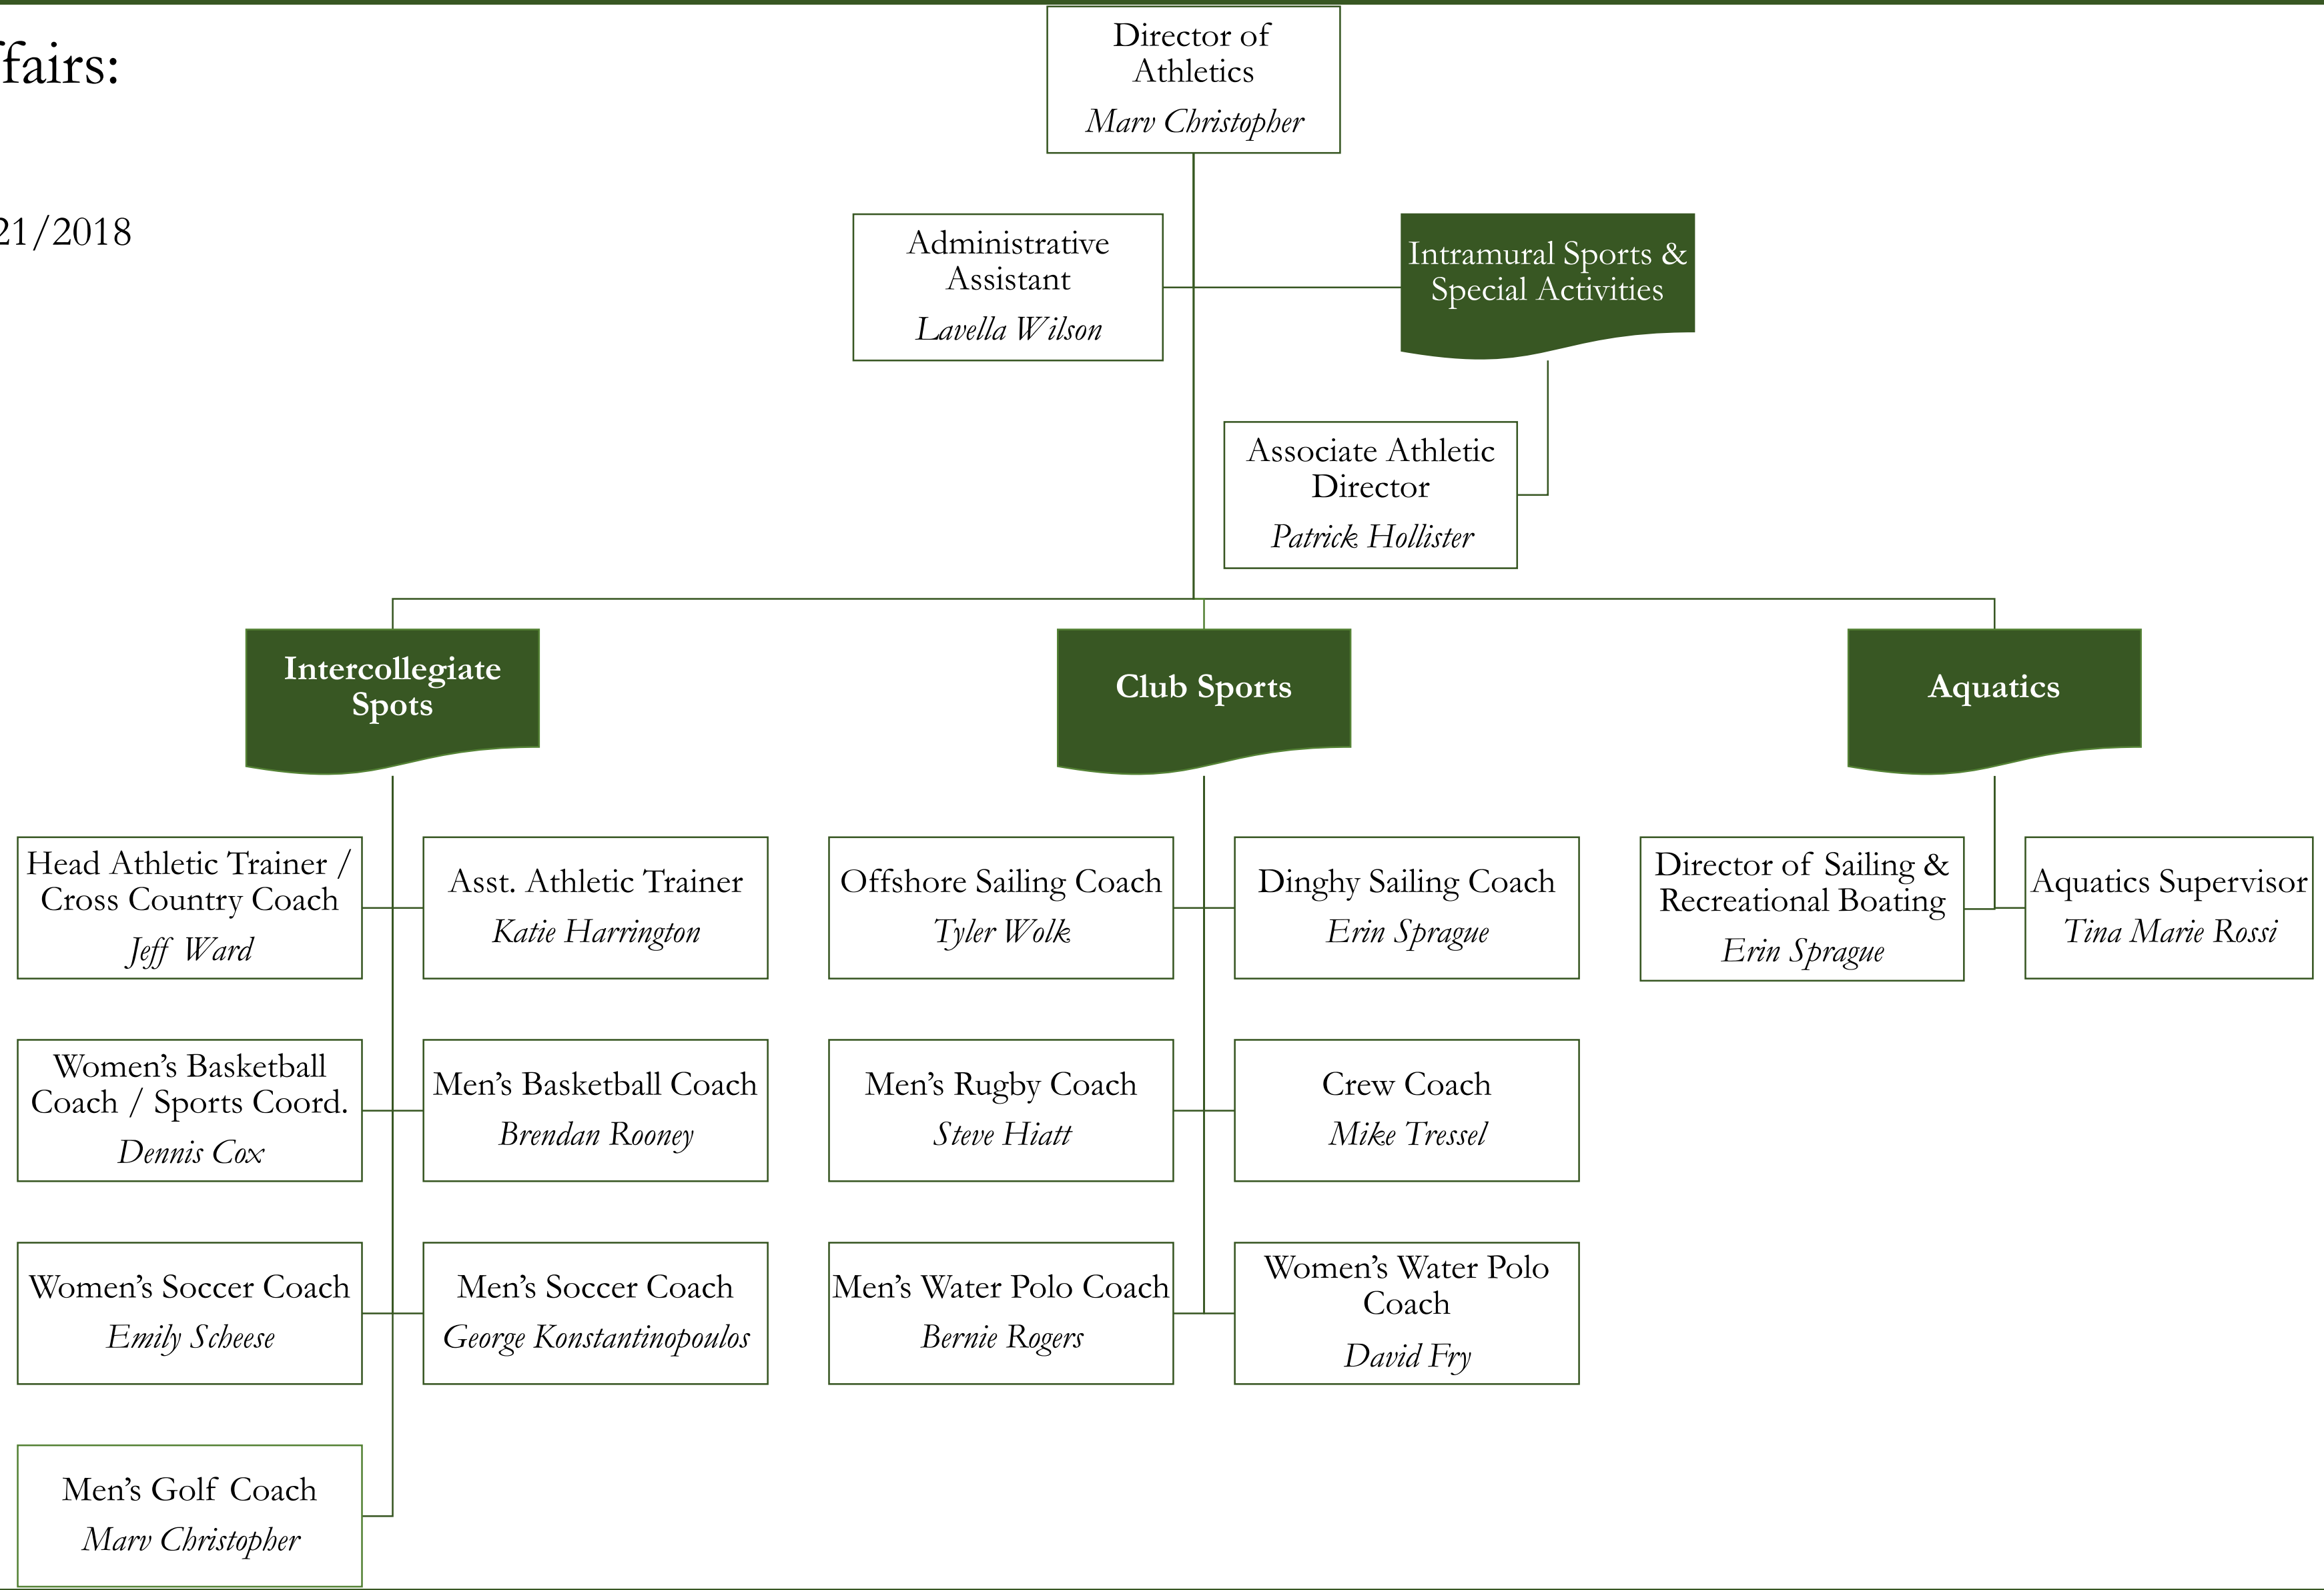 ffairs:
21/2018
Director of
Athletics
Marv Christopher
Administrative
Assistant
Lavella Wilson
Intramural Sports &
Special Activities
Associate Athletic
Director
Patrick Hollister
Intercollegiate
Spots
Club Sports
Aquatics
Head Athletic Trainer /
Cross Country Coach
Jeff Ward
Asst. Athletic Trainer
Katie Harrington
Offshore Sailing Coach
Tyler Wolk
Dinghy Sailing Coach
Erin Sprague
Director of Sailing &
Recreational Boating
Erin Sprague
Aquatics Supervisor
Tina Marie Rossi
Women's Basketball
Coach / Sports Coord.
Dennis Cox
Men's Basketball Coach
Brendan Rooney
Men's Rugby Coach
Steve Hiatt
Crew Coach
Mike Tressel
Women's Soccer Coach
Emily Scheese
Men's Soccer Coach
George Konstantinopoulos
Men's Water Polo Coach
Bernie Rogers
Women's Water Polo
Coach
David Fry
Men's Golf Coach
Marv Christopher